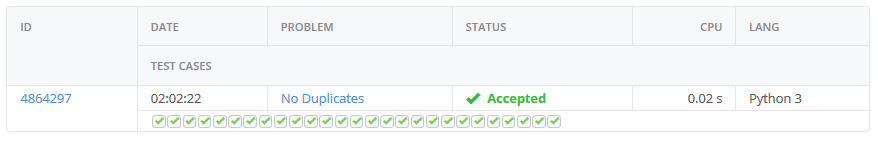 ID DATE PROBLEM STATUS CPU LANG
TEST CASES
4864297 02:02:22 No Duplicates Accepted 0.02 s Python 3